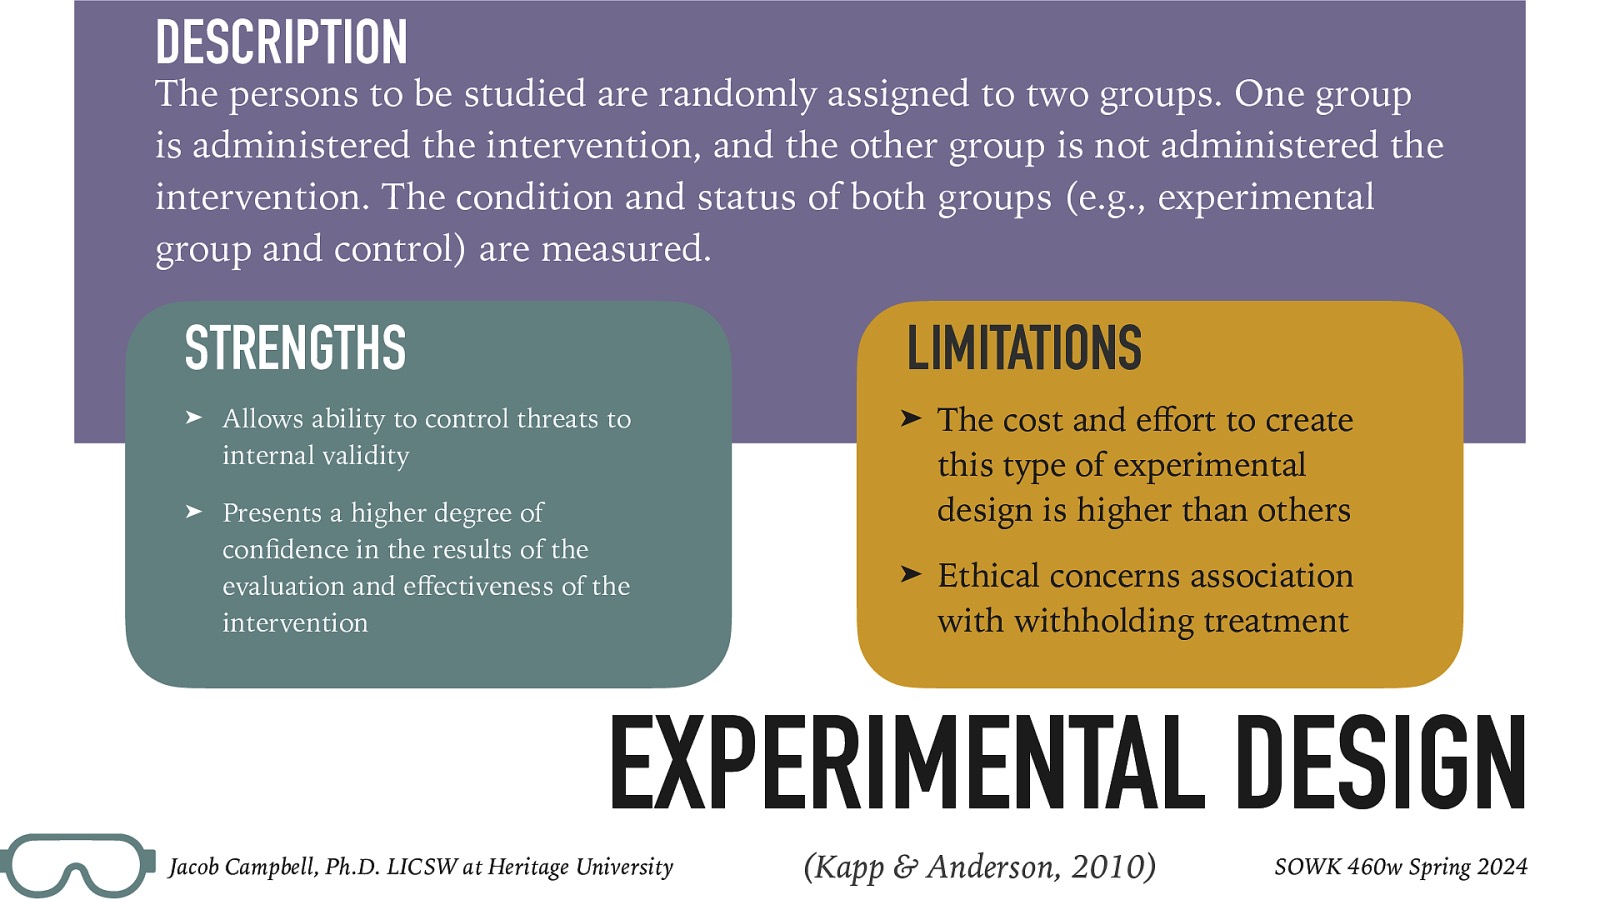 DESCRIPTION
The persons to be studied are randomly assigned to two groups. One group
is administered the intervention, and the other group is not administered the
intervention. The condition and status of both groups (e.g., experimental
group and control) are measured.
STRENGTHS
➤ Allows ability to control threats to
internal validity
➤ Presents a higher degree of
confidence in the results of the
evaluation and effectiveness of the
intervention
LIMITATIONS
➤ The cost and effort to create
this type of experimental
design is higher than others
➤ Ethical concerns association
with withholding treatment
EXPERIMENTAL DESIGN
Jacob Campbell, Ph.D. LICSW at Heritage University
(Kapp & Anderson, 2010)
SOWK 460w Spring 2024